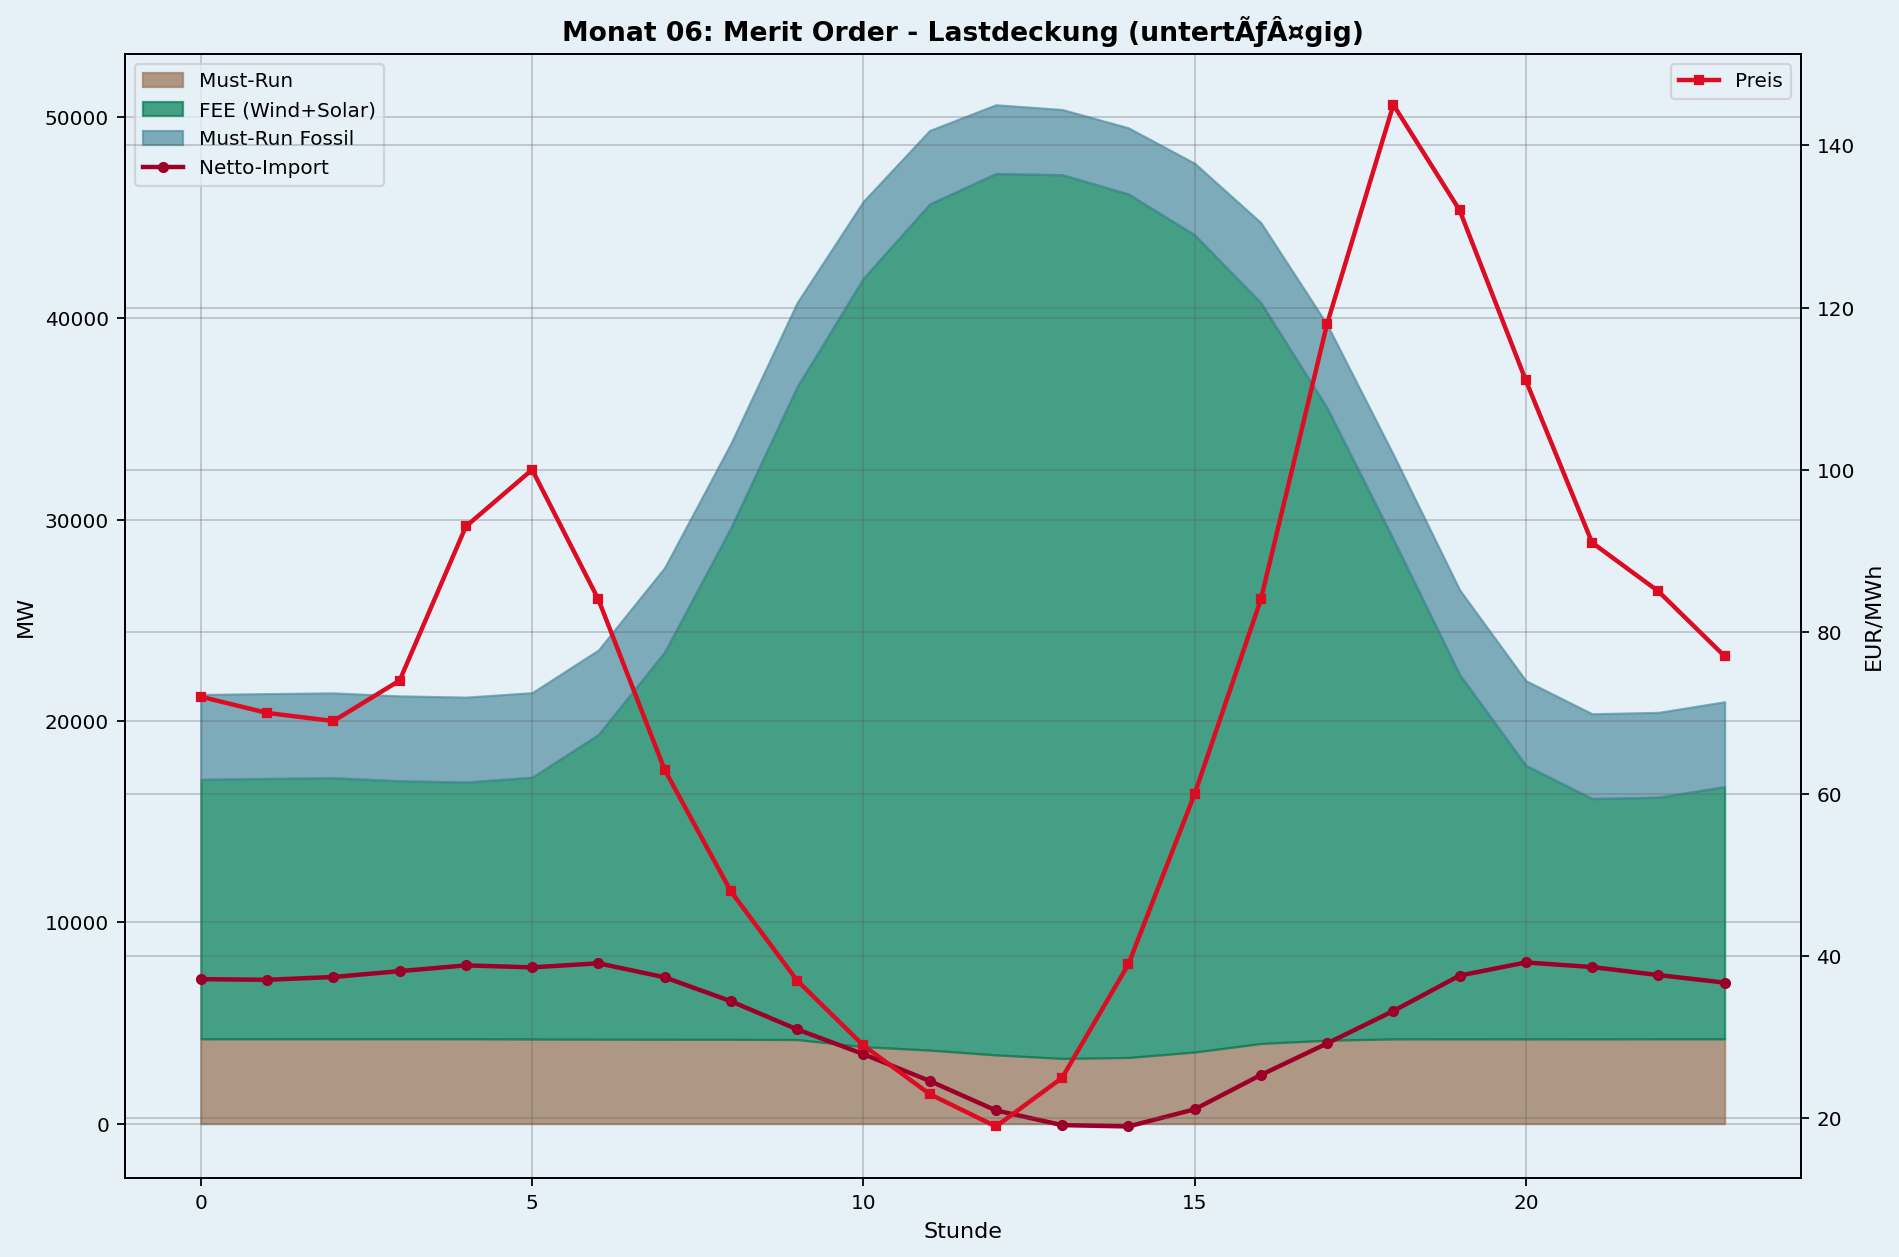 Monat 06: Merit Order - Lastdeckung (untertÃƒÂ¤gig)
Must-Run
FEE (Wind+Solar)
Must-Run Fossil
Netto-Import
Preis
50000
40000
30000
20000
10000
0
MW
140
120
100
80
60
40
20
EUR/MWh
0
5
10
15
20
Stunde